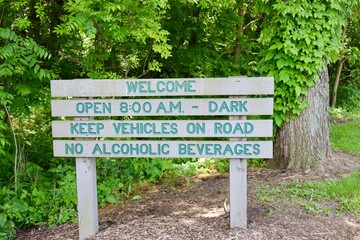 WELCOME
OPEN 8:00 A.M. - DARK
KEEP VEHICLES ON ROAD
NO ALCOHOLIC BEVERAGES